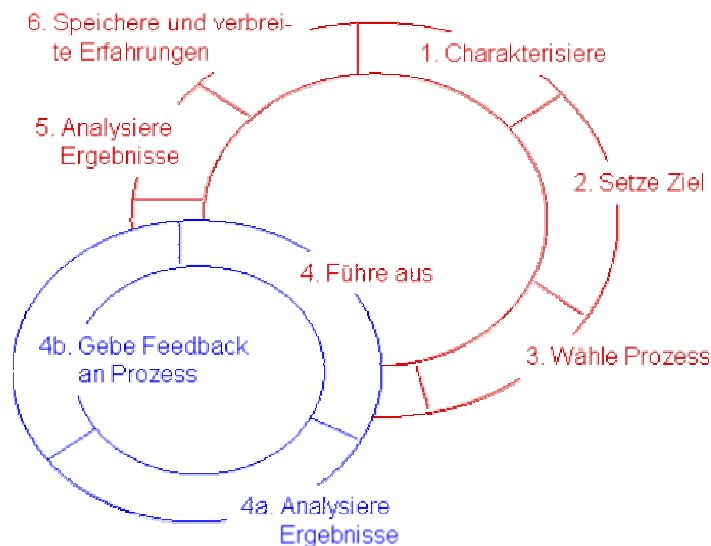 6. Speichere und verbrei-
te Erfahrungen
1. Charakterisiere
5. Analysiere
Ergebnisse
2. Setze Ziel
4. Führe aus
4b. Gebe Feedback
an Prozess
3. Wähle Prozess
4a. Analysiere
Ergebnisse